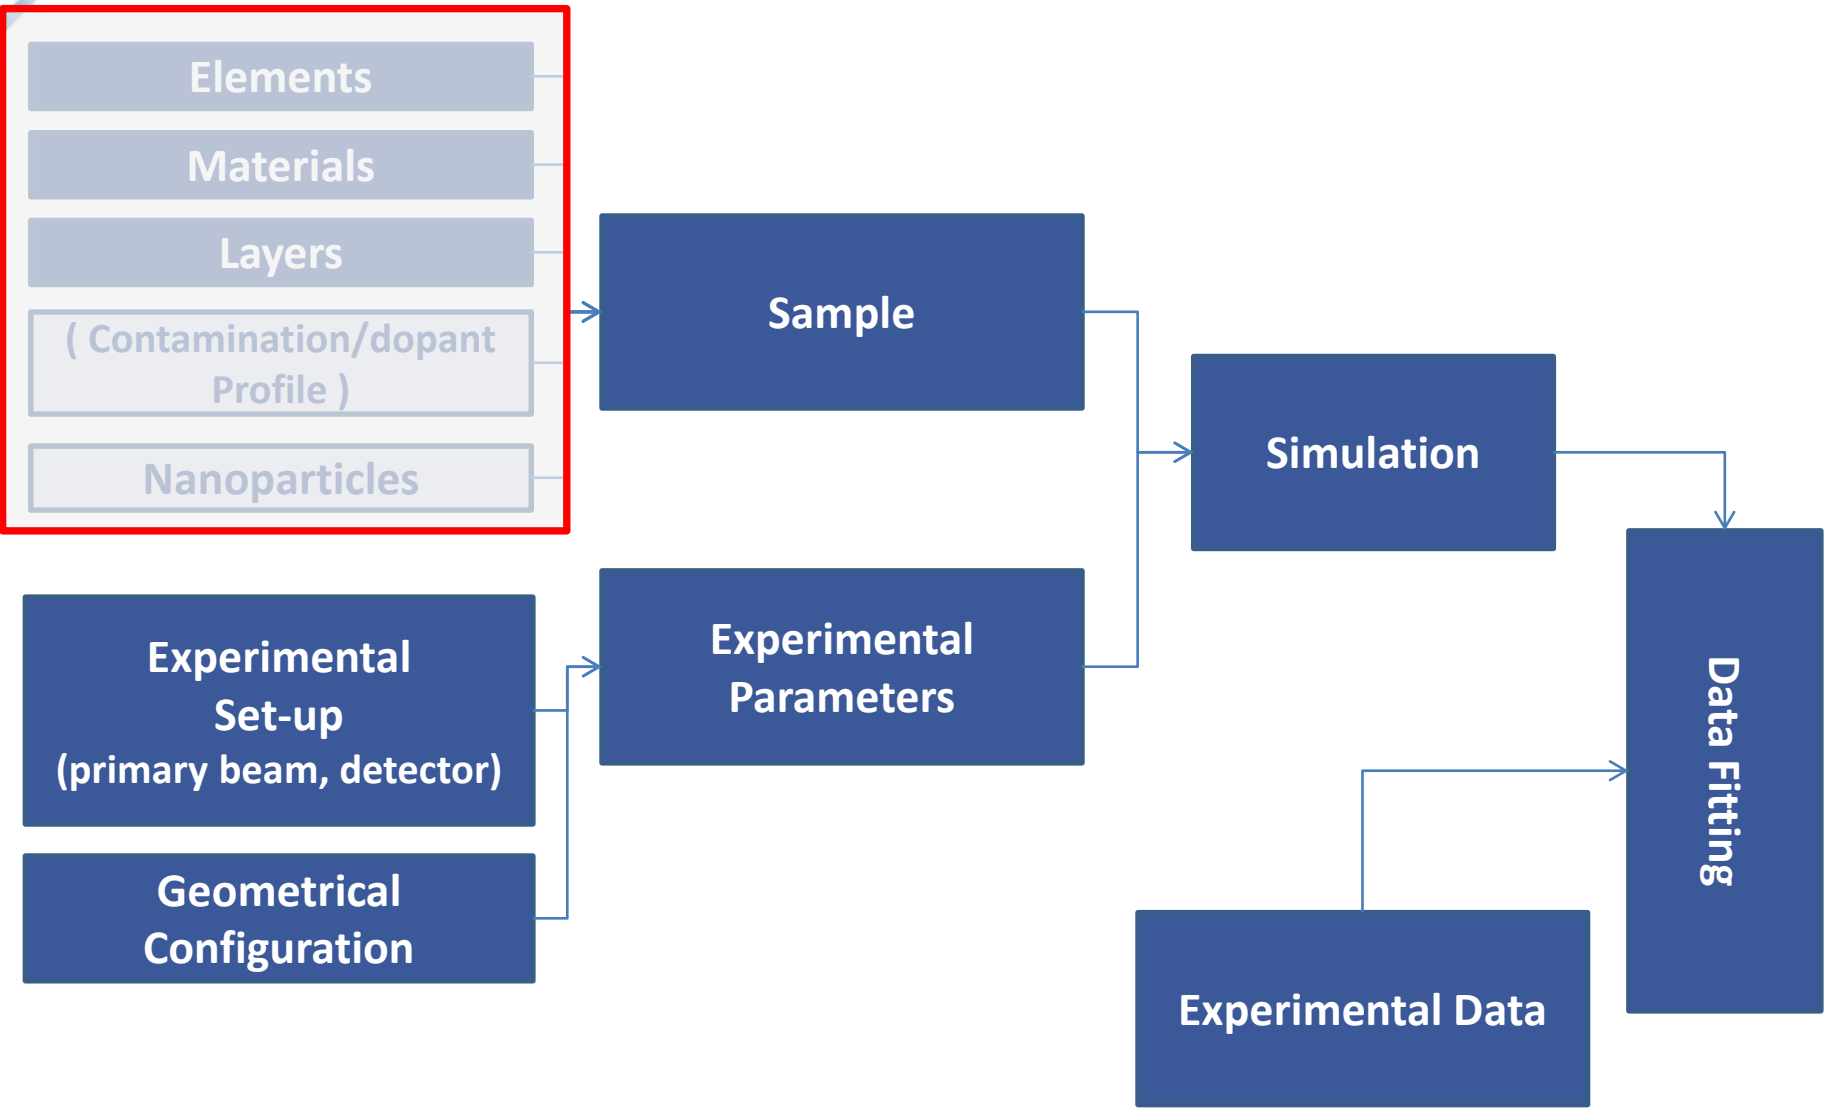 Elements
Materials
Layers
( Contamination/dopant
Profile )
Nanoparticles
Sample
Simulation
Experimental
Set-up
(primary beam, detector)
Experimental
Parameters
Geometrical
Configuration
Data Fitting
Experimental Data